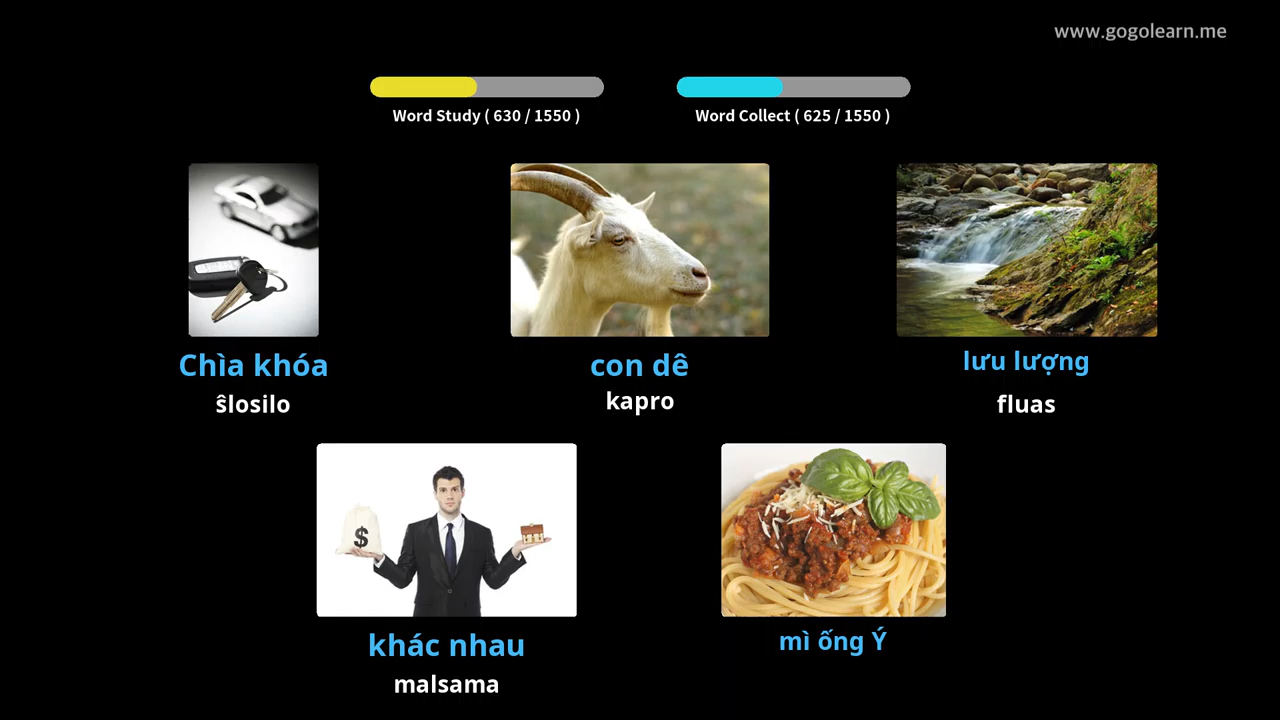 www.gogolearn.me
Word Study ( 630 / 1550 )
Word Collect ( 625 / 1550 )
Chìa khóa
ŝlosilo
con dê
kapro
lưu lượng
fluas
$
khác nhau
malsama
mì ống Ý